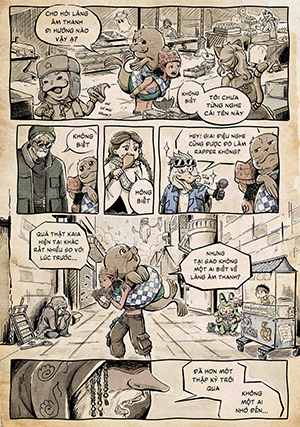 CHO HỎI LÀNG
ÂM THANH
ĐI HƯỚNG NÀO
VẬY Ạ?
KHÔNG
BIẾT
TÔI CHƯA
TỪNG NGHE
CÁI TÊN NÀY
KHÔNG
BIẾT
KHÔNG
BIẾT
HEY! GIAI ĐIỆU NGHE
CŨNG ĐƯỢC ĐÓ LÀM
RAPPER KHÔNG?
QUẢ THẬT KAIA
HIỆN TẠI KHÁC
RẤT NHIỀU SO VỚI
LÚC TRƯỚC...
NHƯNG
TẠI SAO KHÔNG
MỘT AI BIẾT VỀ
LÀNG ÂM THANH?
ĐÃ HƠN MỘT
THẬP KỶ TRÔI
QUA
KHÔNG
MỘT AI
NHỚ ĐẾN...